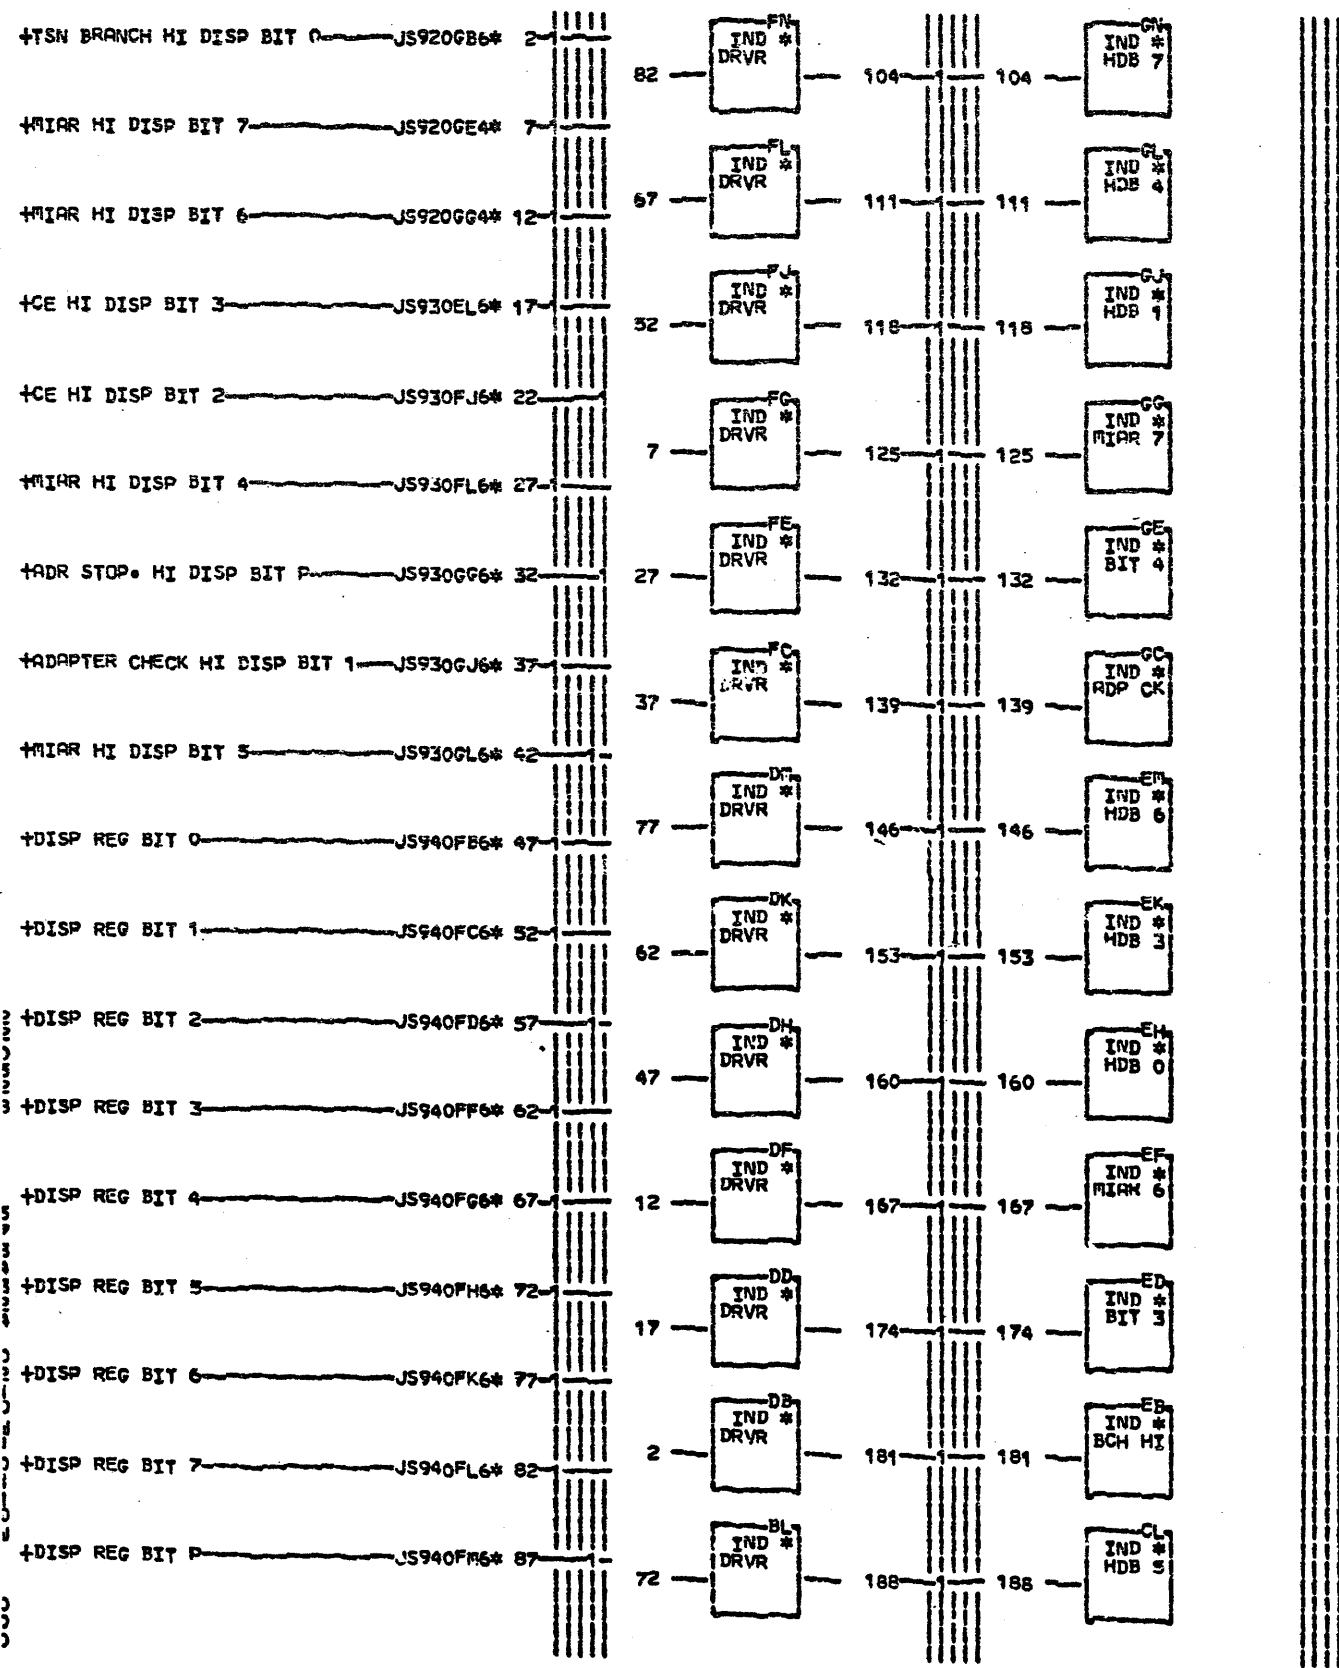 +TSN BRANCH HI DISP BIT 0 JS920GB6* 2
+MIAR HI DISP BIT 7 JS920GE4* 7
+MIAR HI DISP BIT 6 JS920GG4* 12
+CE HI DISP BIT 3 JS930EL6* 17
+CE HI DISP BIT 2 JS930FJ6* 22
+MIAR HI DISP BIT 4 JS930FL6* 27
+ADR STOP. HI DISP BIT P JS930GG6* 32
+ADAPTER CHECK HI DISP BIT 1 JS930GJ6* 37
+MIAR HI DISP BIT 5 JS930GL6* 42
+DISP REG BIT 0 JS940FB6* 47
+DISP REG BIT 1 JS940FC6* 52
+DISP REG BIT 2 JS940FD6* 57
+DISP REG BIT 3 JS940FF6* 62
+DISP REG BIT 4 JS940FG6* 67
+DISP REG BIT 5 JS940FH6* 72
+DISP REG BIT 6 JS940FK6* 77
+DISP REG BIT 7 JS940FL6* 82
+DISP REG BIT P JS940FM6* 87
FN
IND *
DRVR
82 104 104
GN
IND *
HDB 7
FL
IND *
DRVR
67 111 111
GL
IND *
HDB 4
FJ
IND *
DRVR
52 118 118
GJ
IND *
HDB 1
FG
IND *
DRVR
7 125 125
GG
IND *
MIAR 7
FE
IND *
DRVR
27 132 132
GE
IND *
BIT 4
FC
IND *
DRVR
37 139 139
GC
IND *
ADP CK
DM
IND *
DRVR
77 146 146
EM
IND *
HDB 6
DK
IND *
DRVR
62 153 153
EK
IND *
HDB 3
DH
IND *
DRVR
47 160 160
EH
IND *
HDB 0
DF
IND *
DRVR
12 167 167
EF
IND *
MIAR 6
DD
IND *
DRVR
17 174 174
ED
IND *
BIT 3
DB
IND *
DRVR
2 181 181
EB
IND *
BCH HI
BL
IND *
DRVR
72 188 188
CL
IND *
HDB 5